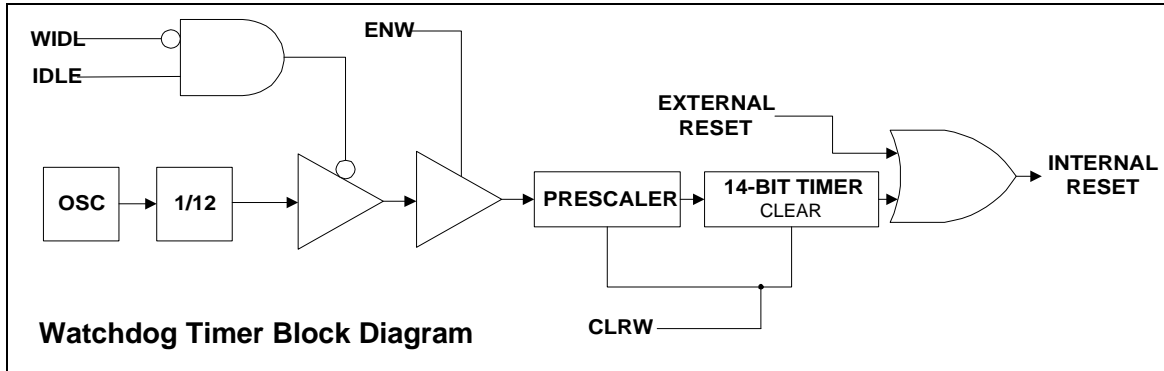 WIDL
IDLE
ENW
EXTERNAL
RESET
OSC
1/12
PRESCALER
14-BIT TIMER
CLEAR
INTERNAL
RESET
CLRW
Watchdog Timer Block Diagram